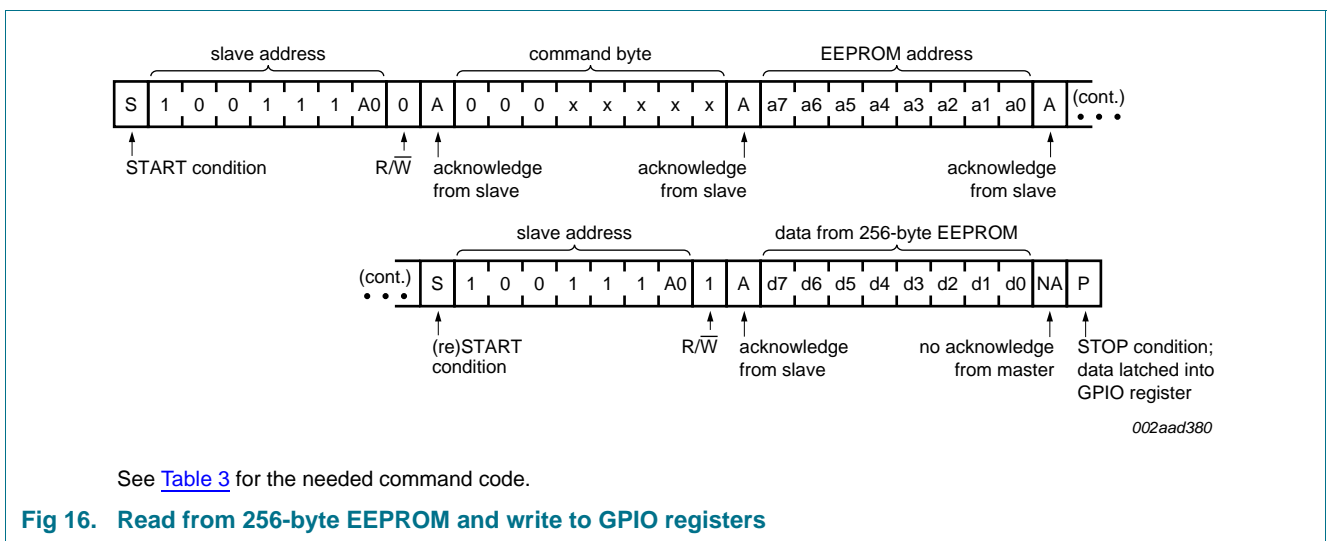 slave address command byte EEPROM address
S 1 0 0 1 1 1 A0 0 A 0 0 0 x x x x x A a7 a6 a5 a4 a3 a2 a1 a0 A (cont.)
START condition R/W̅ acknowledge from slave acknowledge from slave acknowledge from slave
slave address data from 256-byte EEPROM
(cont.) S 1 0 0 1 1 1 A0 1 A d7 d6 d5 d4 d3 d2 d1 d0 NA P
(re)START condition R/W̅ acknowledge from slave no acknowledge from master STOP condition; data latched into GPIO register
002aad380
See Table 3 for the needed command code.
Fig 16. Read from 256-byte EEPROM and write to GPIO registers